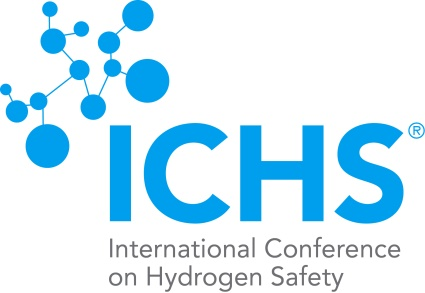 ICHS®
International Conference
on Hydrogen Safety